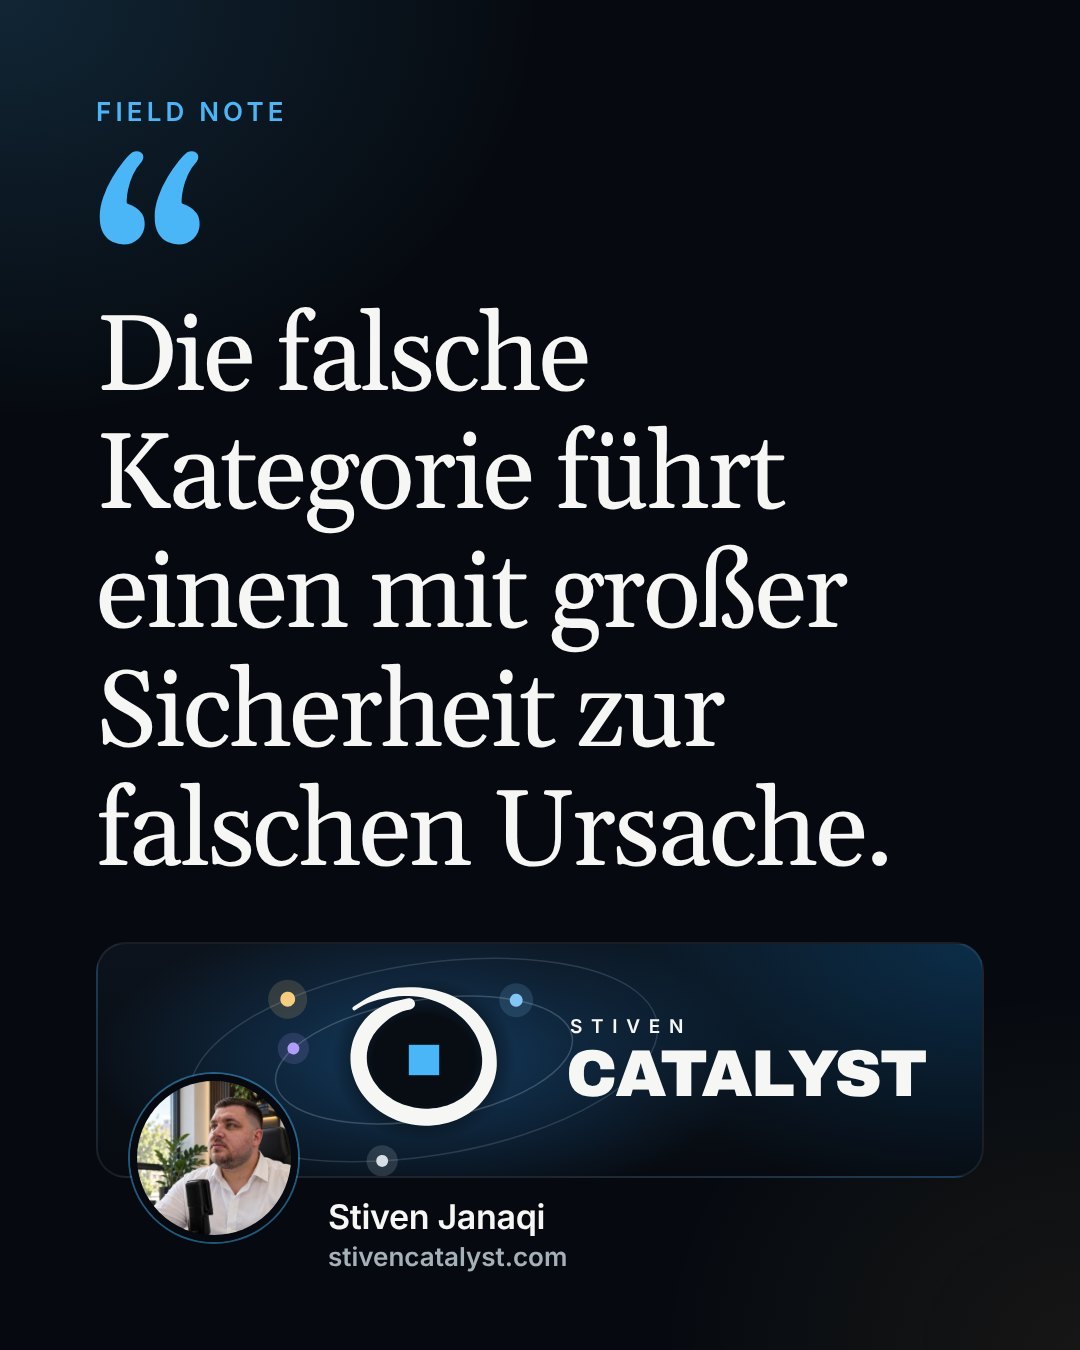 FIELD NOTE
“
Die falsche
Kategorie führt
einen mit großer
Sicherheit zur
falschen Ursache.
STIVEN
CATALYST
Stiven Janaqi
stivencatalyst.com